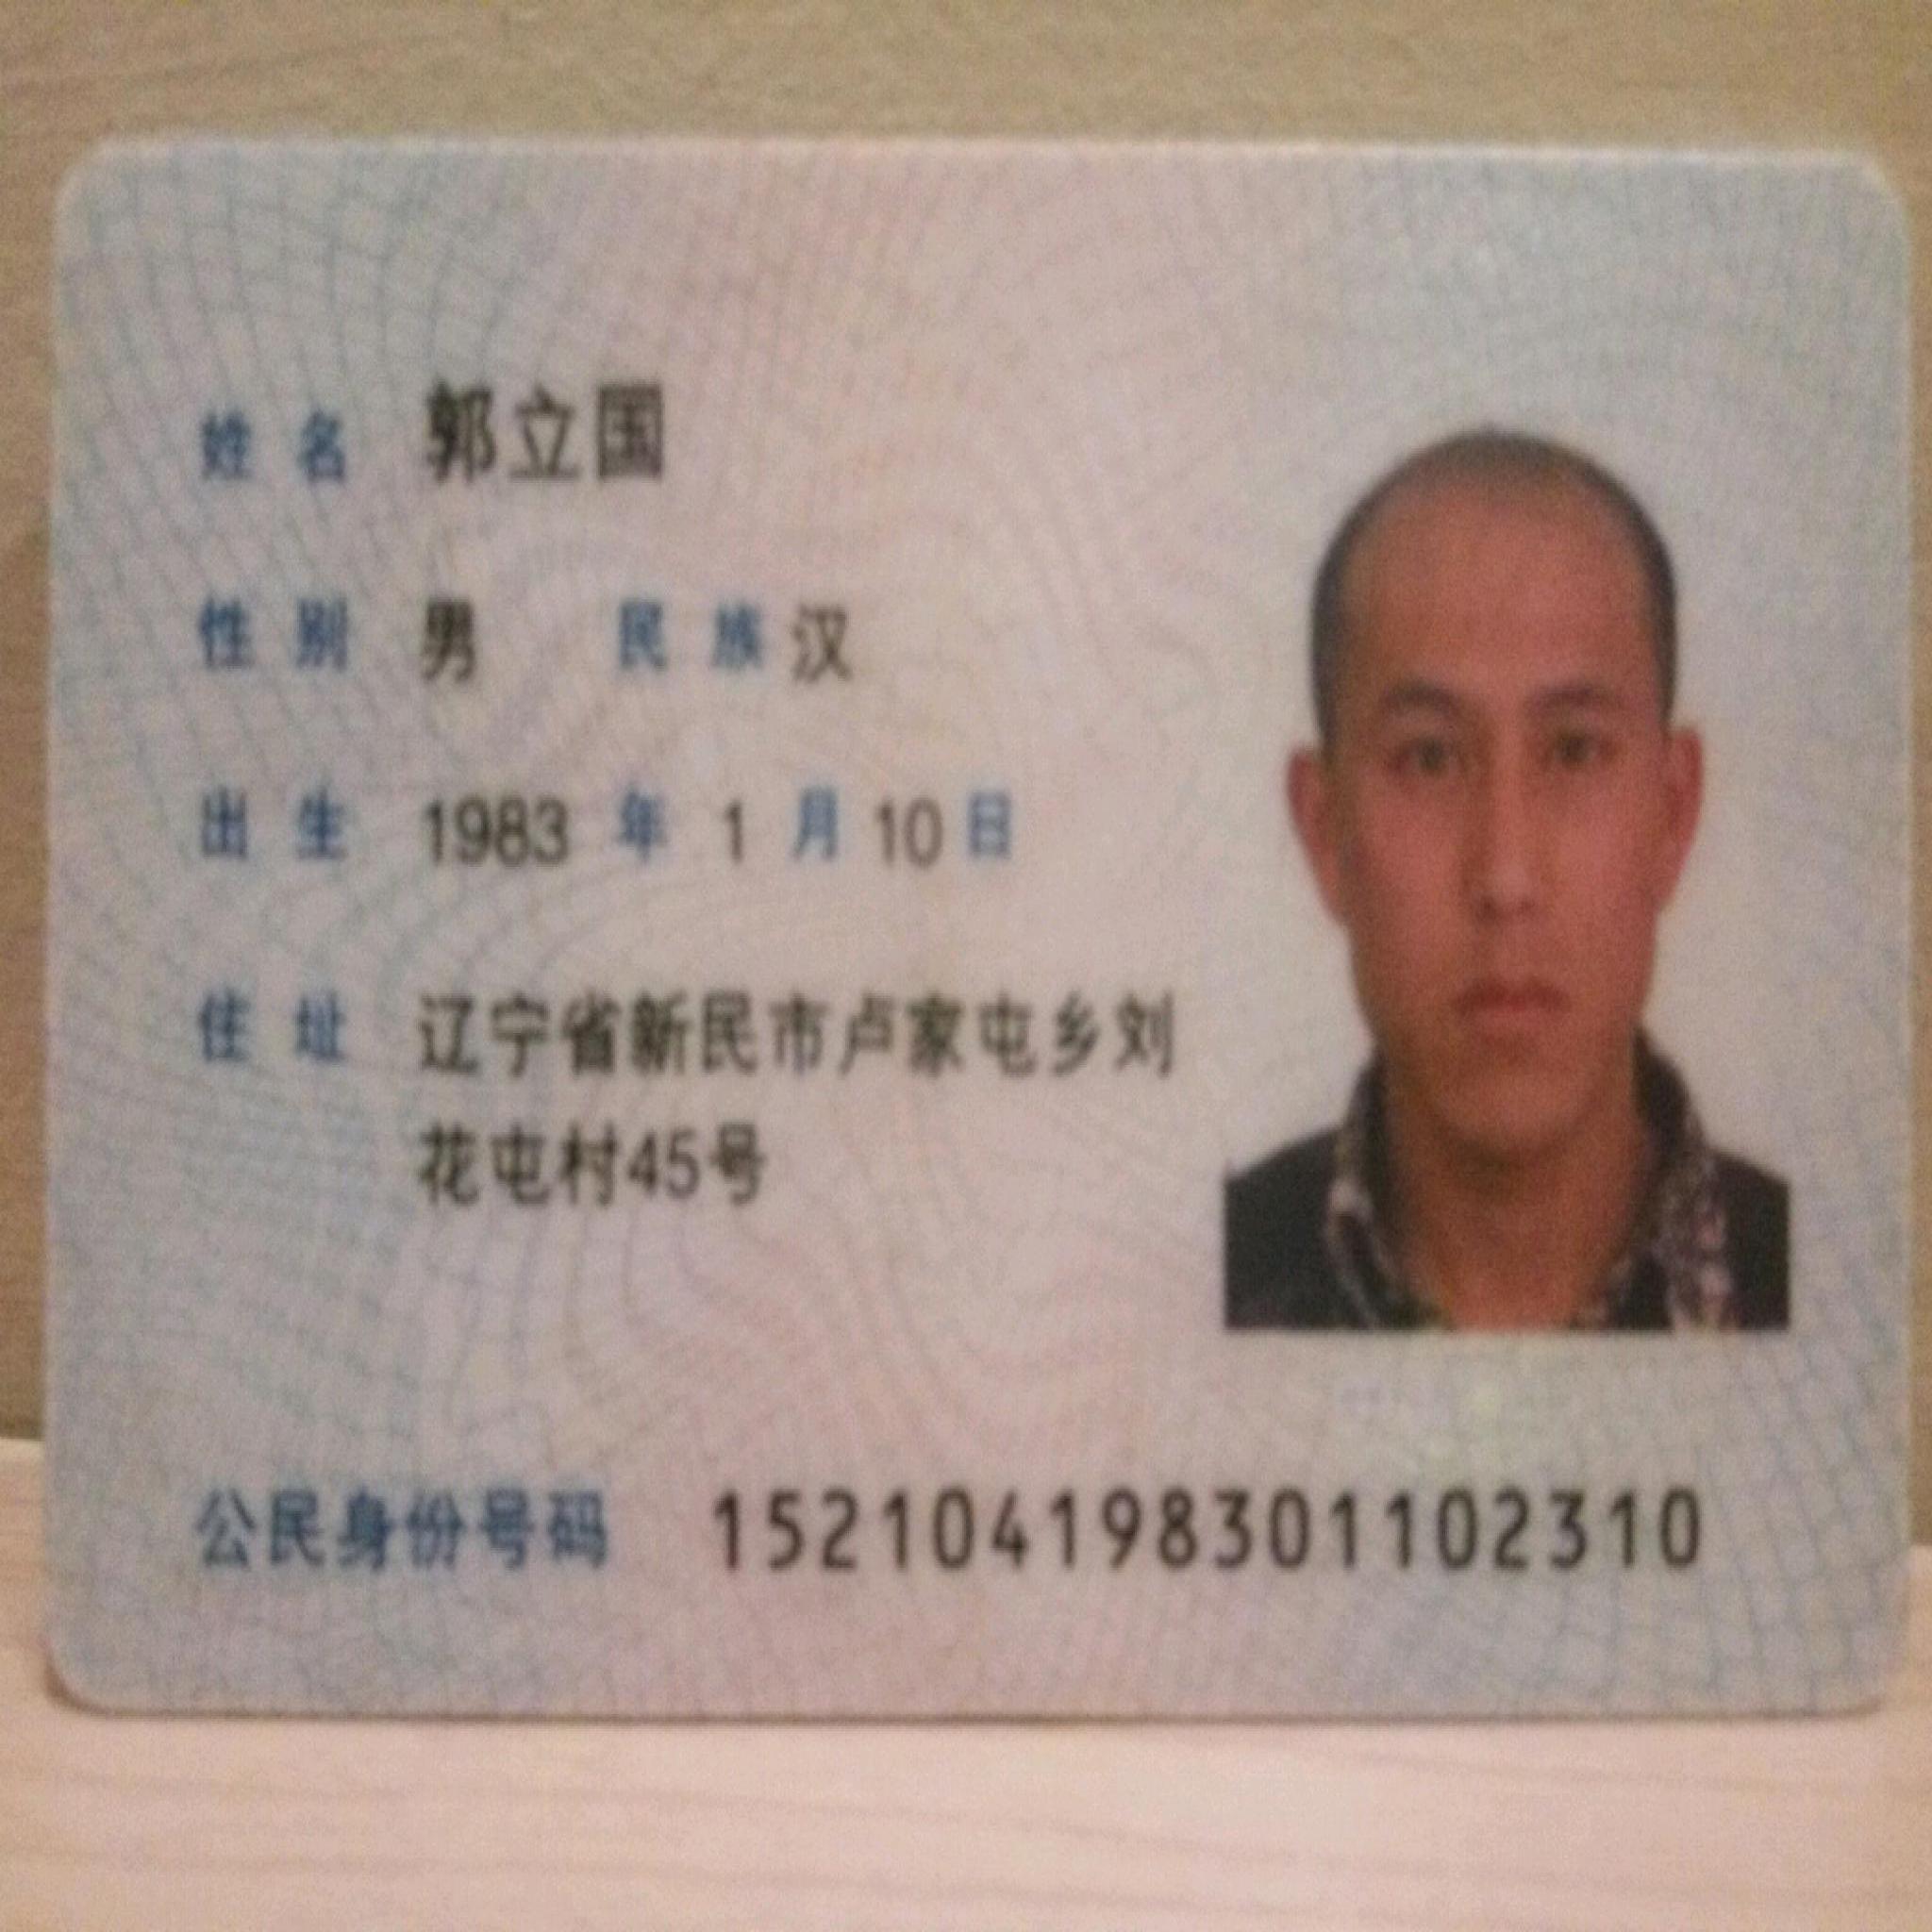 姓名 郭立国
性别 男 民族 汉
出生 1983 年 1 月 10 日
住址 辽宁省新民市卢家屯乡刘
花屯村45号
公民身份号码 152104198301102310